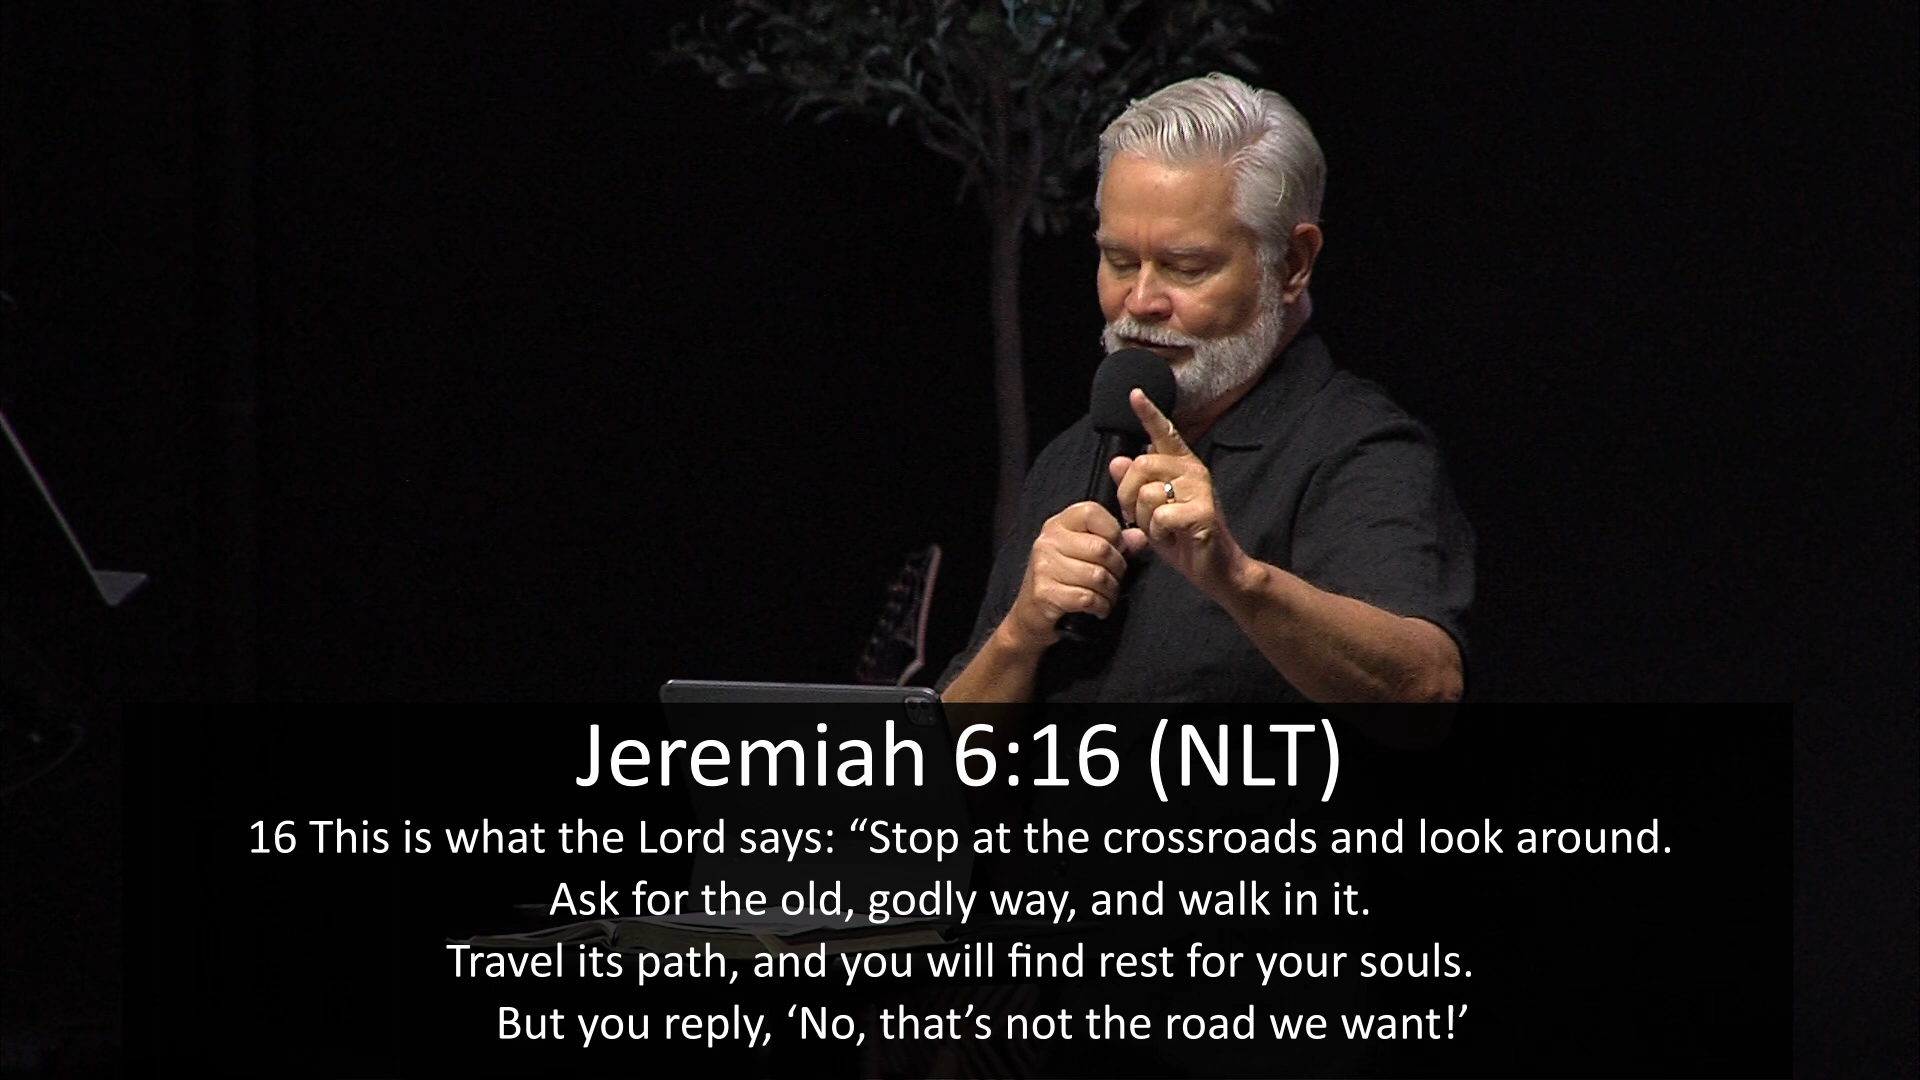 Jeremiah 6:16 (NLT)
16 This is what the Lord says: “Stop at the crossroads and look around.
Ask for the old, godly way, and walk in it.
Travel its path, and you will find rest for your souls.
But you reply, ‘No, that’s not the road we want!’